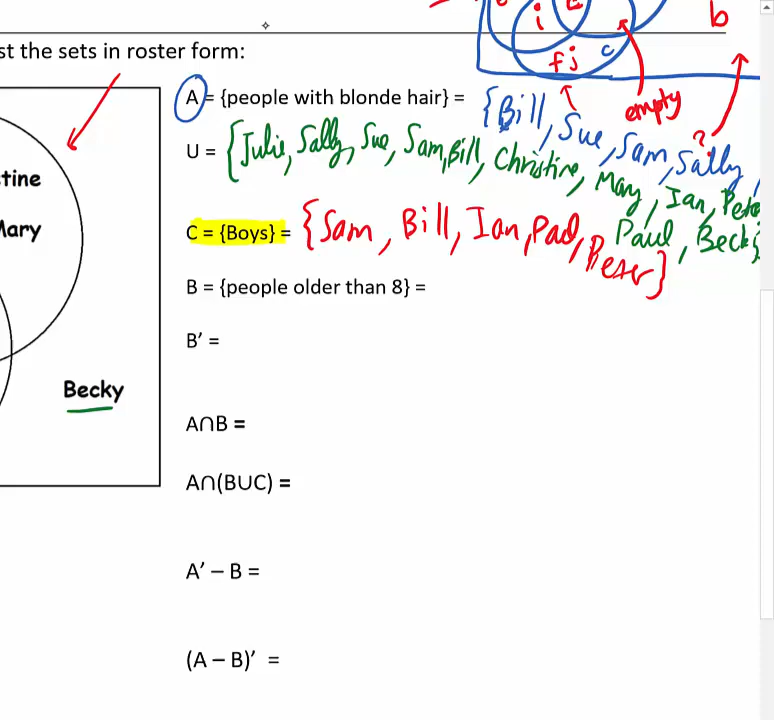 i
b
fj c
empty
st the sets in roster form:
A = {people with blonde hair} = {Bill, Sue, Sam, Sally,
?
U = {Julie, Sally, Sue, Sam, Bill, Christine, Mary, Ian, Pete
Paul, Becky
tine
Mary
C = {Boys} = {Sam, Bill, Ian, Paul, Peter}
B = {people older than 8} =
B′ =
Becky
A∩B =
A∩(B∪C) =
A′ – B =
(A – B)′ =